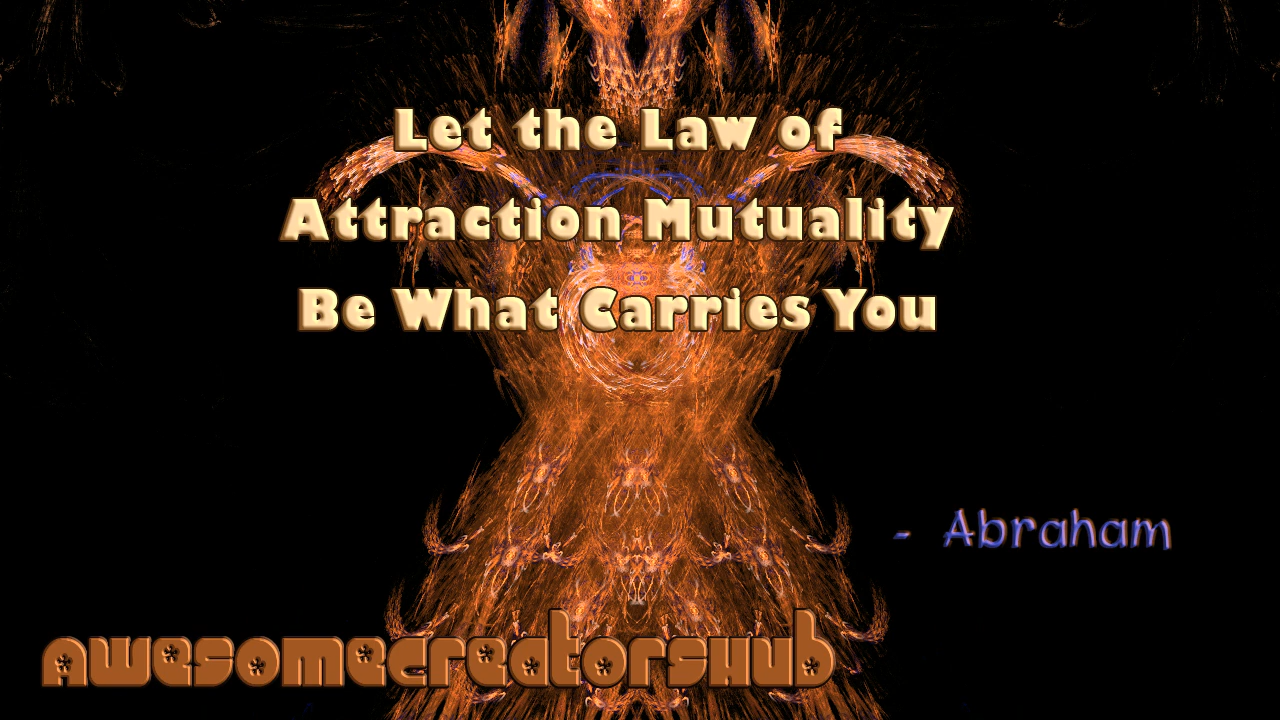 Let the Law of
Attraction Mutuality
Be What Carries You
- Abraham
awesomecreatorsHub